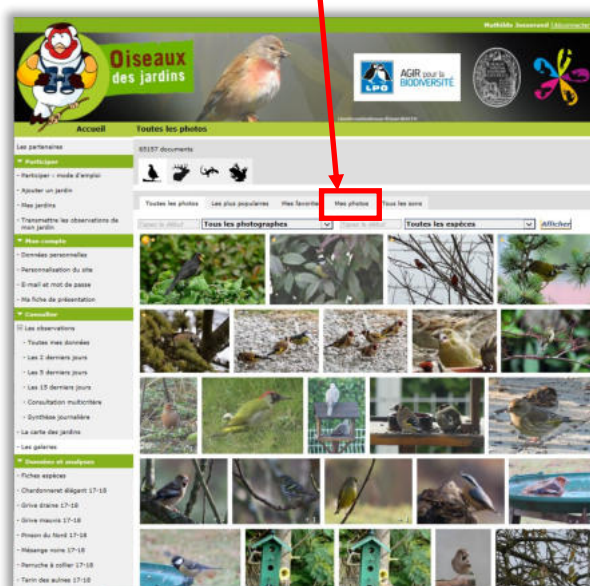 Mathilde Jousserand [Déconnecter]
Oiseaux
des jardins
LPO
AGIR pour la
BIODIVERSITÉ
Accueil
Toutes les photos
Les partenaires
65157 documents
Participer
- Participer : mode d'emploi
- Ajouter un jardin
- Mes jardins
- Transmettre les observations de
mon jardin
Toutes les photos
Les plus populaires
Mes favorites
Mes photos
Tous les sons
Tous les photographes
Toutes les espèces
Afficher
Mon compte
- Données personnelles
- Personnalisation du site
- E-mail et mot de passe
- Ma fiche de présentation
Consulter
Les observations
- Toutes mes données
- Les 2 derniers jours
- Les 5 derniers jours
- Les 15 derniers jours
- Consultation multicritère
- Synthèse journalière
- La carte des jardins
- Les galeries
Données et analyses
- Fiches espèces
- Chardonneret élégant 17-18
- Grive draine 17-18
- Grive mauvis 17-18
- Pinson du Nord 17-18
- Mésange noire 17-18
- Perruche à collier 17-18
- Tarin des aulnes 17-18